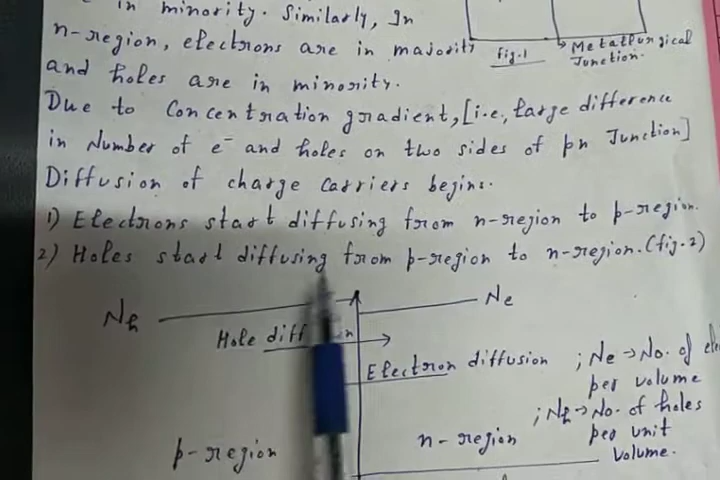 in minority. Similarly, In
n-region, electrons are in majority
and holes are in minority.
fig.1
Metallurgical
Junction.
Due to Concentration gradient, [i.e., large difference
in Number of e⁻ and holes on two sides of pn Junction]
Diffusion of charge Carriers begins.
1) Electrons start diffusing from n-region to p-region.
2) Holes start diffusing from p-region to n-region. (fig. 2)
Nh
Ne
Hole diff
n
Electron diffusion
; Ne → No. of ele
per volume
; Nh → No. of holes
per unit
volume.
p-region
n-region